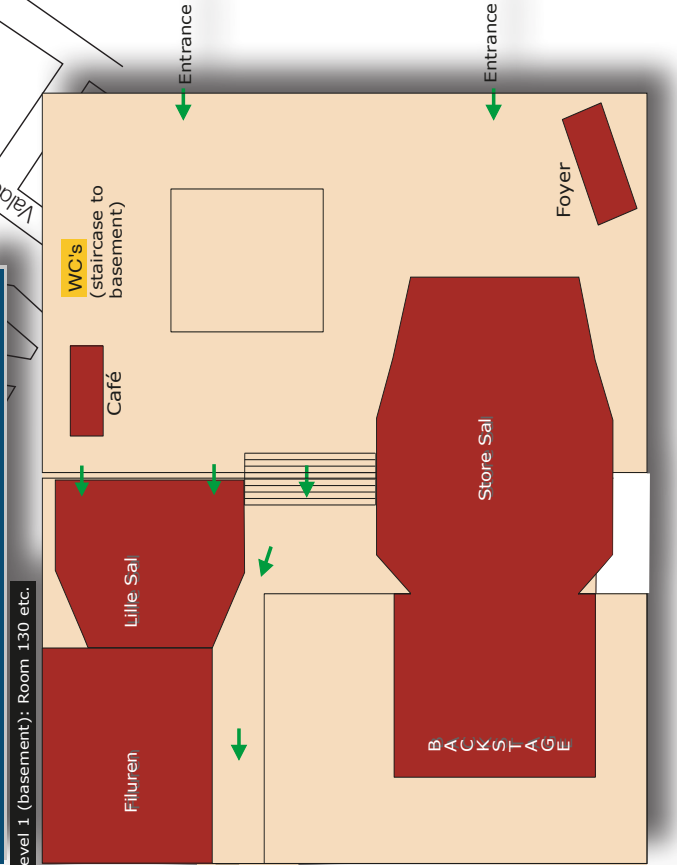 Entrance
Entrance
WC's
(staircase to
basement)
Foyer
Café
Store Sal
Lille Sal
Filuren
BACKSTAGE
evel 1 (basement): Room 130 etc.